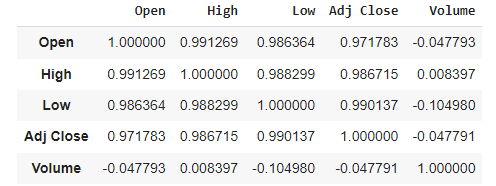 Open High Low Adj Close Volume
Open 1.000000 0.991269 0.986364 0.971783 -0.047793
High 0.991269 1.000000 0.988299 0.986715 0.008397
Low 0.986364 0.988299 1.000000 0.990137 -0.104980
Adj Close 0.971783 0.986715 0.990137 1.000000 -0.047791
Volume -0.047793 0.008397 -0.104980 -0.047791 1.000000